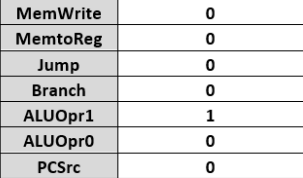 MemWrite 0
MemtoReg 0
Jump 0
Branch 0
ALUOpr1 1
ALUOpr0 0
PCSrc 0